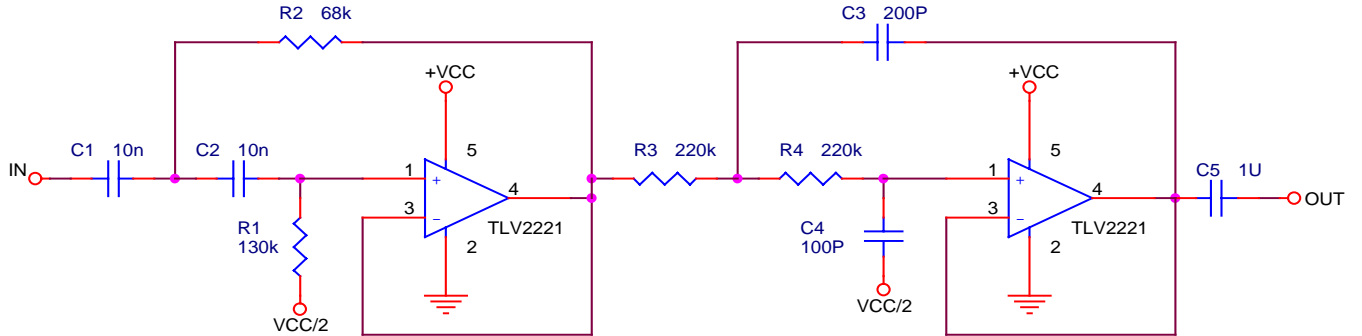 R2 68k
C3 200P
+VCC
+VCC
IN
C1 10n
C2 10n
5
R3 220k
R4 220k
5
C5 1U
1
+
4
1
+
4
OUT
3
−
TLV2221
3
−
TLV2221
R1
130k
2
C4
100P
2
VCC/2
VCC/2